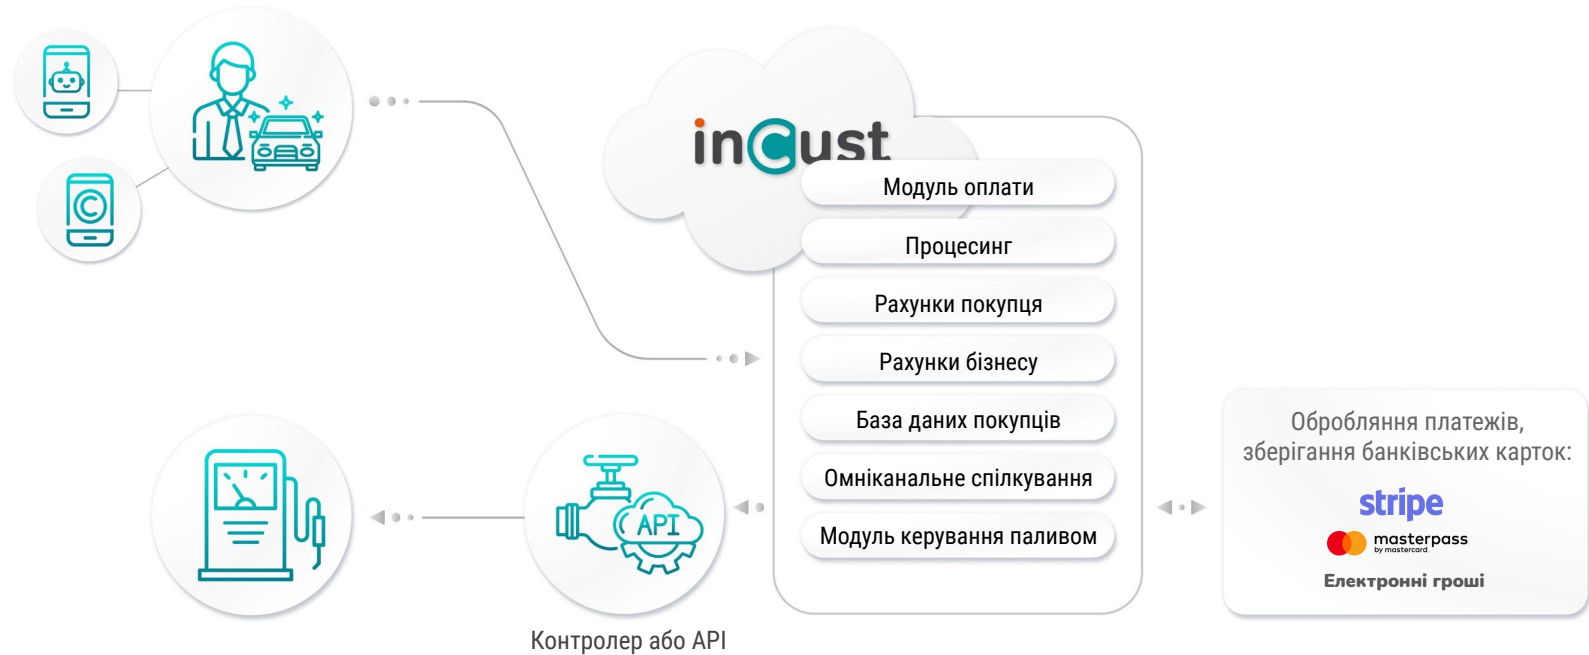 inCust
Модуль оплати
Процесинг
Рахунки покупця
Рахунки бізнесу
База даних покупців
Омніканальне спілкування
Модуль керування паливом
API
Контролер або API
Обробляння платежів,
зберігання банківських карток:
stripe
masterpass
by mastercard
Електронні гроші